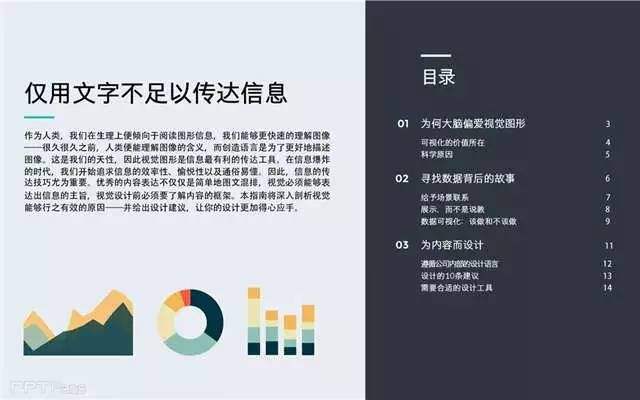 仅用文字不足以传达信息
作为人类，我们在生理上便倾向于阅读图形信息，我们能够更快速的理解图像
——很久很久之前，人类便能理解图像的含义，而创造语言是为了更好地描述
图像。这是我们的天性，因此视觉图形是信息最有利的传达工具。在信息爆炸
的时代，我们开始追求信息的效率性、愉悦性以及通俗易懂。因此，信息的传
达技巧尤为重要。优秀的内容表达不仅仅是简单地图文混排，视觉必须能够表
达出信息的主旨，视觉设计前必须要了解内容的框架。本指南将深入剖析视觉
能够行之有效的原因——并给出设计建议，让你的设计更加得心应手。
目录
01 为何大脑偏爱视觉图形 3
可视化的价值所在 4
科学原因 5
02 寻找数据背后的故事 6
给予场景联系 7
展示，而不是说教 8
数据可视化：该做和不该做 9
03 为内容而设计 11
遵循公司内部的设计语言 12
设计的10条建议 13
需要合适的设计工具 14